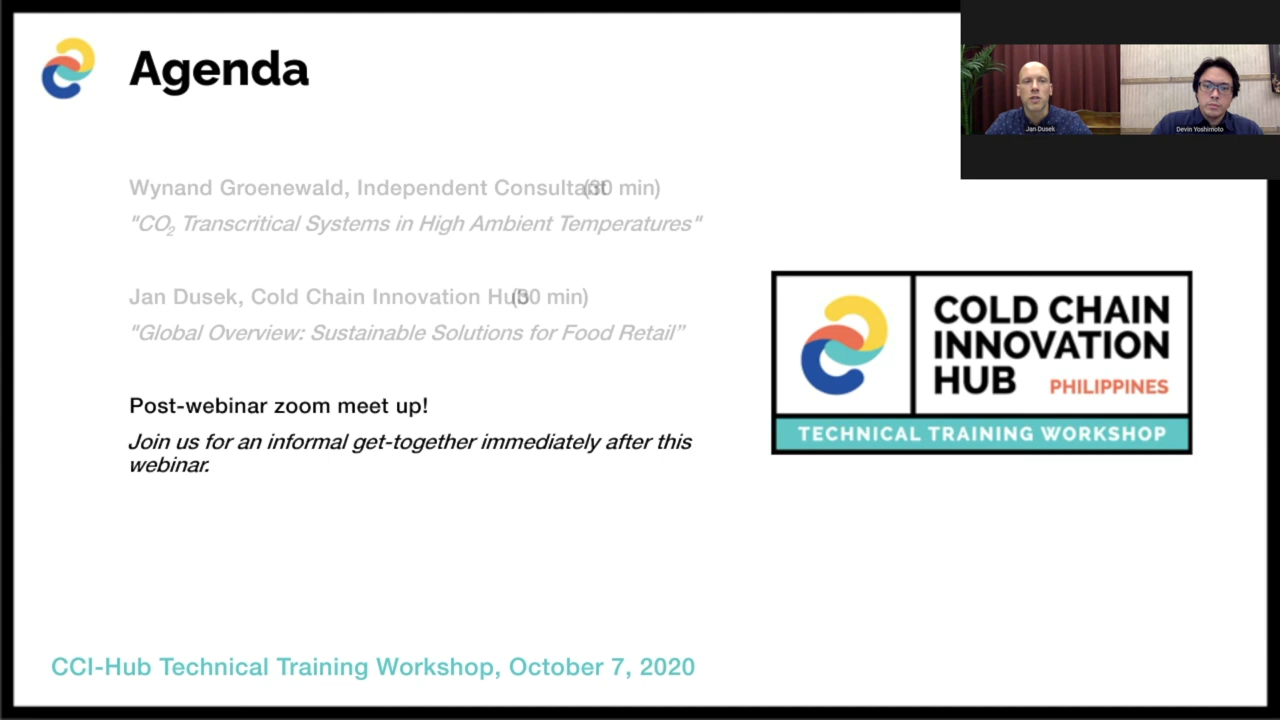 Agenda
Jan Dusek
Devin Yoshimoto
Wynand Groenewald, Independent Consultant (30 min)
"CO₂ Transcritical Systems in High Ambient Temperatures"
Jan Dusek, Cold Chain Innovation Hub (30 min)
"Global Overview: Sustainable Solutions for Food Retail”
Post-webinar zoom meet up!
Join us for an informal get-together immediately after this
webinar.
COLD CHAIN
INNOVATION
HUB PHILIPPINES
TECHNICAL TRAINING WORKSHOP
CCI-Hub Technical Training Workshop, October 7, 2020